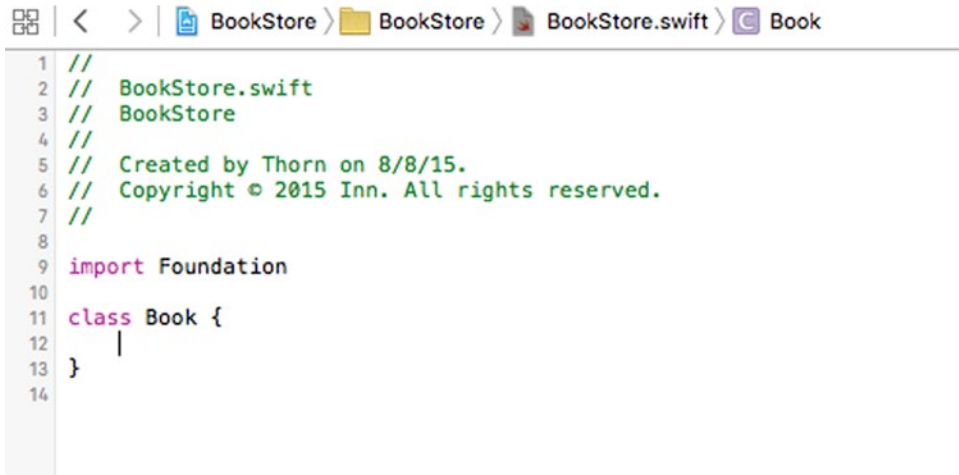 BookStore BookStore BookStore.swift C Book
1 //
2 //  BookStore.swift
3 //  BookStore
4 //
5 //  Created by Thorn on 8/8/15.
6 //  Copyright © 2015 Inn. All rights reserved.
7 //
8
9 import Foundation
10
11 class Book {
12
13 }
14